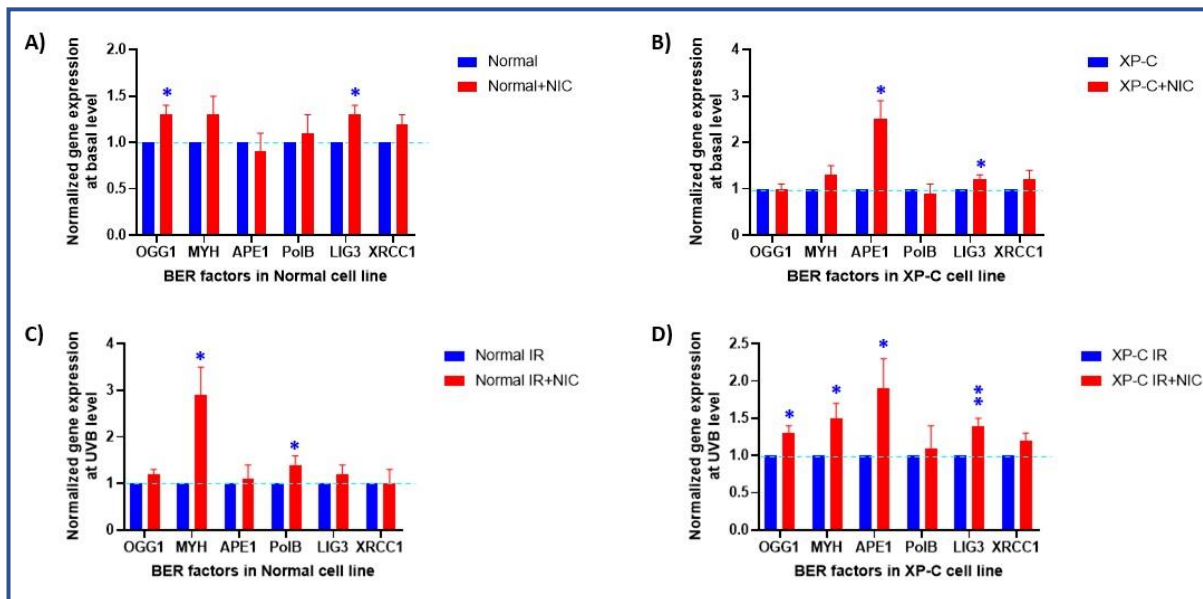 A)
Normalized gene expression
at basal level
2.0
1.5
1.0
0.5
0.0
* *
OGG1 MYH APE1 PolB LIG3 XRCC1
BER factors in Normal cell line
Normal
Normal+NIC
B)
Normalized gene expression
at basal level
4
3
2
1
0
* *
OGG1 MYH APE1 PolB LIG3 XRCC1
BER factors in XP-C cell line
XP-C
XP-C+NIC
C)
Normalized gene expression
at UVB level
4
3
2
1
0
* *
OGG1 MYH APE1 PolB LIG3 XRCC1
BER factors in Normal cell line
Normal IR
Normal IR+NIC
D)
Normalized gene expression
at UVB level
2.5
2.0
1.5
1.0
0.5
0.0
* * * **
OGG1 MYH APE1 PolB LIG3 XRCC1
BER factors in XP-C cell line
XP-C IR
XP-C IR+NIC